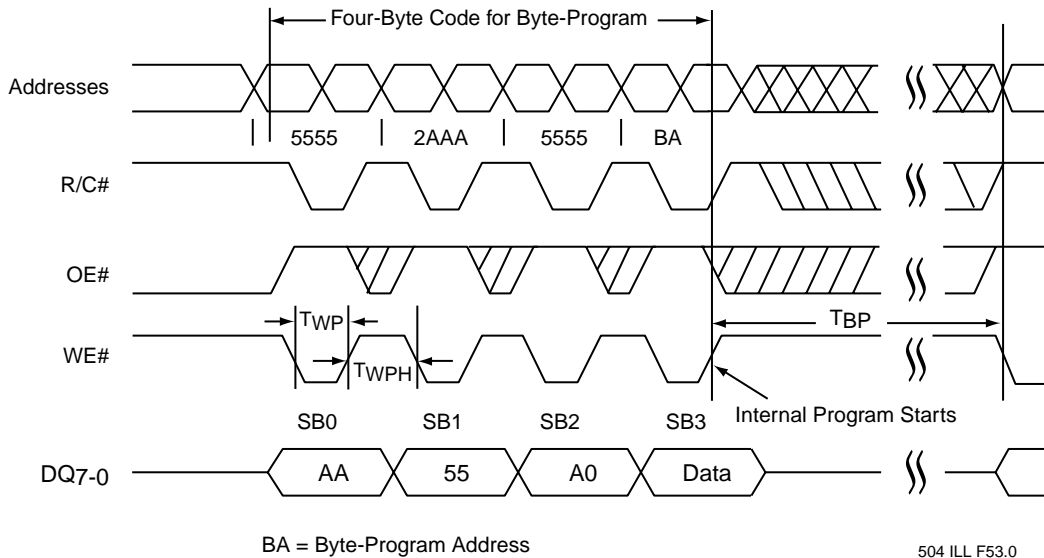 Four-Byte Code for Byte-Program
Addresses
5555 2AAA 5555 BA
R/C#
OE#
TWP
TBP
WE#
TWPH
Internal Program Starts
SB0 SB1 SB2 SB3
DQ7-0 AA 55 A0 Data
BA = Byte-Program Address
504 ILL F53.0